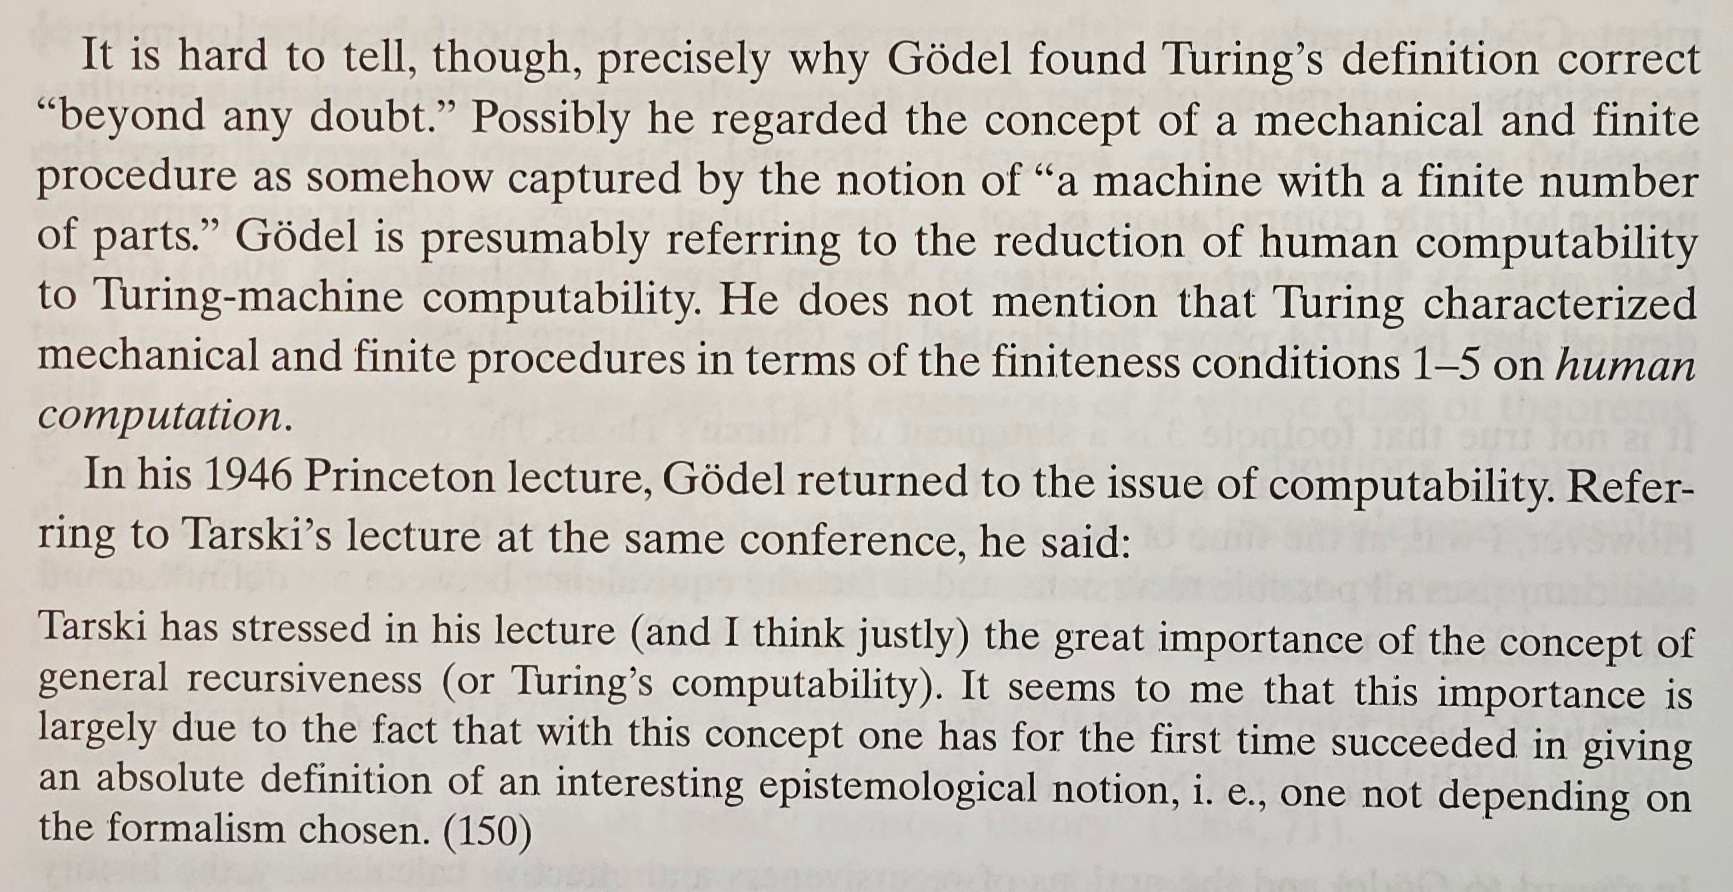 It is hard to tell, though, precisely why Gödel found Turing’s definition correct
“beyond any doubt.” Possibly he regarded the concept of a mechanical and finite
procedure as somehow captured by the notion of “a machine with a finite number
of parts.” Gödel is presumably referring to the reduction of human computability
to Turing-machine computability. He does not mention that Turing characterized
mechanical and finite procedures in terms of the finiteness conditions 1–5 on human
computation.
In his 1946 Princeton lecture, Gödel returned to the issue of computability. Refer-
ring to Tarski’s lecture at the same conference, he said:
Tarski has stressed in his lecture (and I think justly) the great importance of the concept of
general recursiveness (or Turing’s computability). It seems to me that this importance is
largely due to the fact that with this concept one has for the first time succeeded in giving
an absolute definition of an interesting epistemological notion, i. e., one not depending on
the formalism chosen. (150)